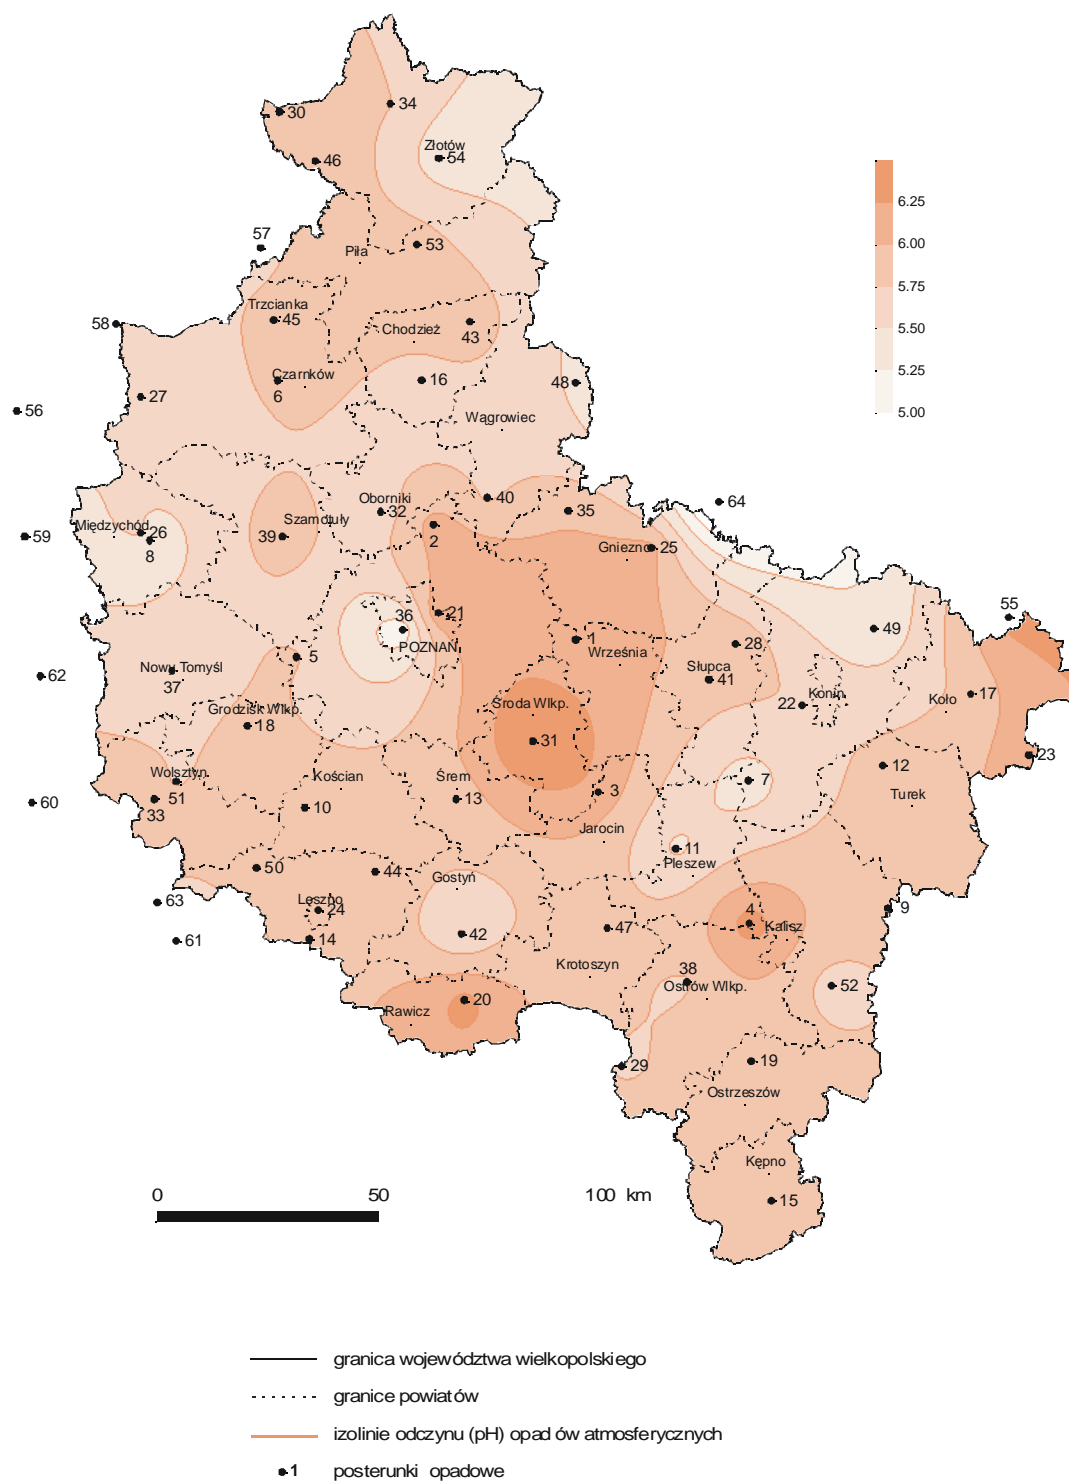 34
30
Złotów
54
46
6.25
57
53
6.00
Piła
5.75
Trzcianka
45
58
Chodzież
43
5.50
Czarnków
16
48
5.25
6
27
56
5.00
Wągrowiec
40
64
Oborniki
32
35
Szamotuły
Międzychód
26
59
39
2
8
Gniezno
25
55
36
21
49
1
POZNAŃ
Września
28
5
Nowy Tomyśl
Słupca
62
37
41
Konin
17
Środa Wlkp.
Koło
22
Grodzisk Wlkp.
18
31
23
12
Wolsztyn
Kościan
Śrem
7
51
3
Turek
60
10
13
33
Jarocin
11
Pleszew
50
44
Gostyń
63
Leszno
24
4
9
Kalisz
42
47
61
14
Krotoszyn
38
Ostrów Wlkp.
52
20
Rawicz
19
29
Ostrzeszów
Kępno
15
0 50 100 km
granica województwa wielkopolskiego
granice powiatów
izolinie odczynu (pH) opad ów atmosferycznych
1 posterunki opadowe